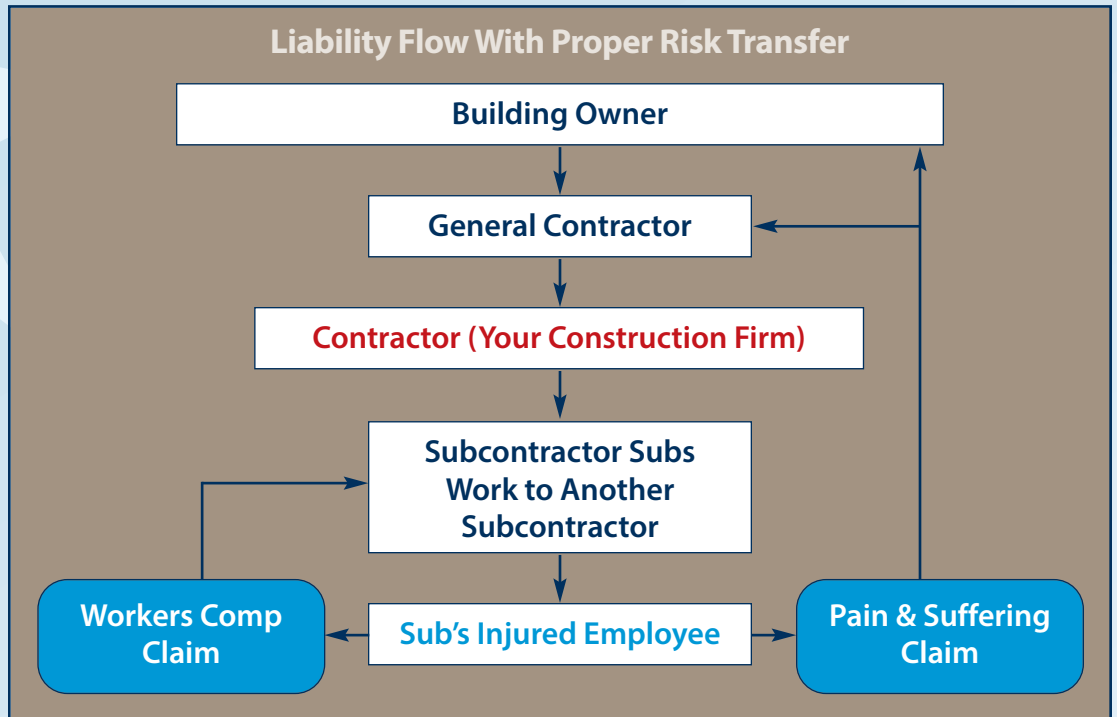 Liability Flow With Proper Risk Transfer
Building Owner
General Contractor
Contractor (Your Construction Firm)
Subcontractor Subs
Work to Another
Subcontractor
Workers Comp
Claim
Sub's Injured Employee
Pain & Suffering
Claim